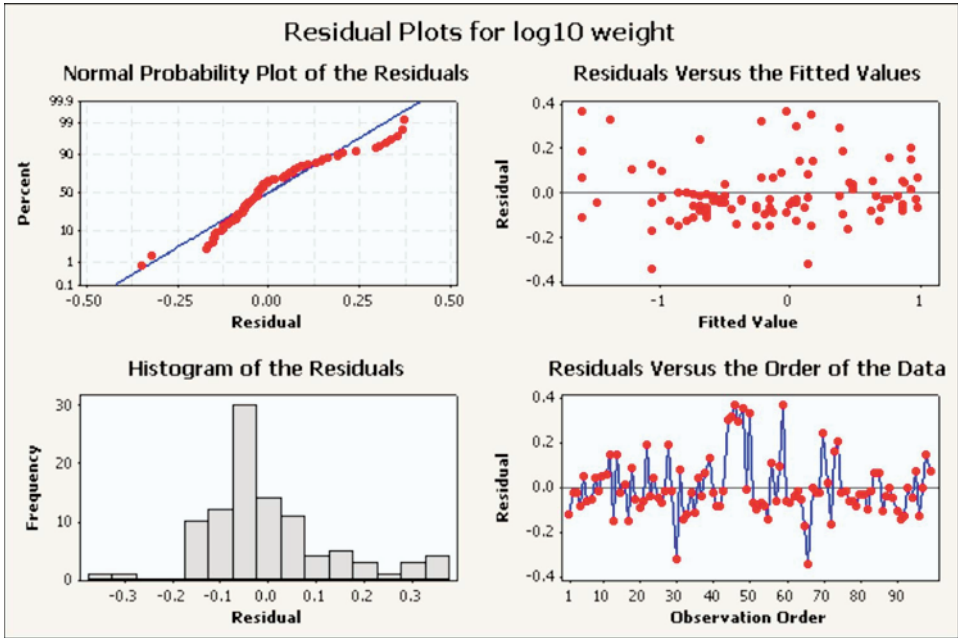 Residual Plots for log10 weight
Normal Probability Plot of the Residuals
99.9
99
90
50
10
1
0.1
Percent
-0.50 -0.25 0.00 0.25 0.50
Residual
Residuals Versus the Fitted Values
0.4
0.2
0.0
-0.2
-0.4
Residual
-1 0 1
Fitted Value
Histogram of the Residuals
30
20
10
0
Frequency
-0.3 -0.2 -0.1 0.0 0.1 0.2 0.3
Residual
Residuals Versus the Order of the Data
0.4
0.2
0.0
-0.2
-0.4
Residual
1 10 20 30 40 50 60 70 80 90
Observation Order